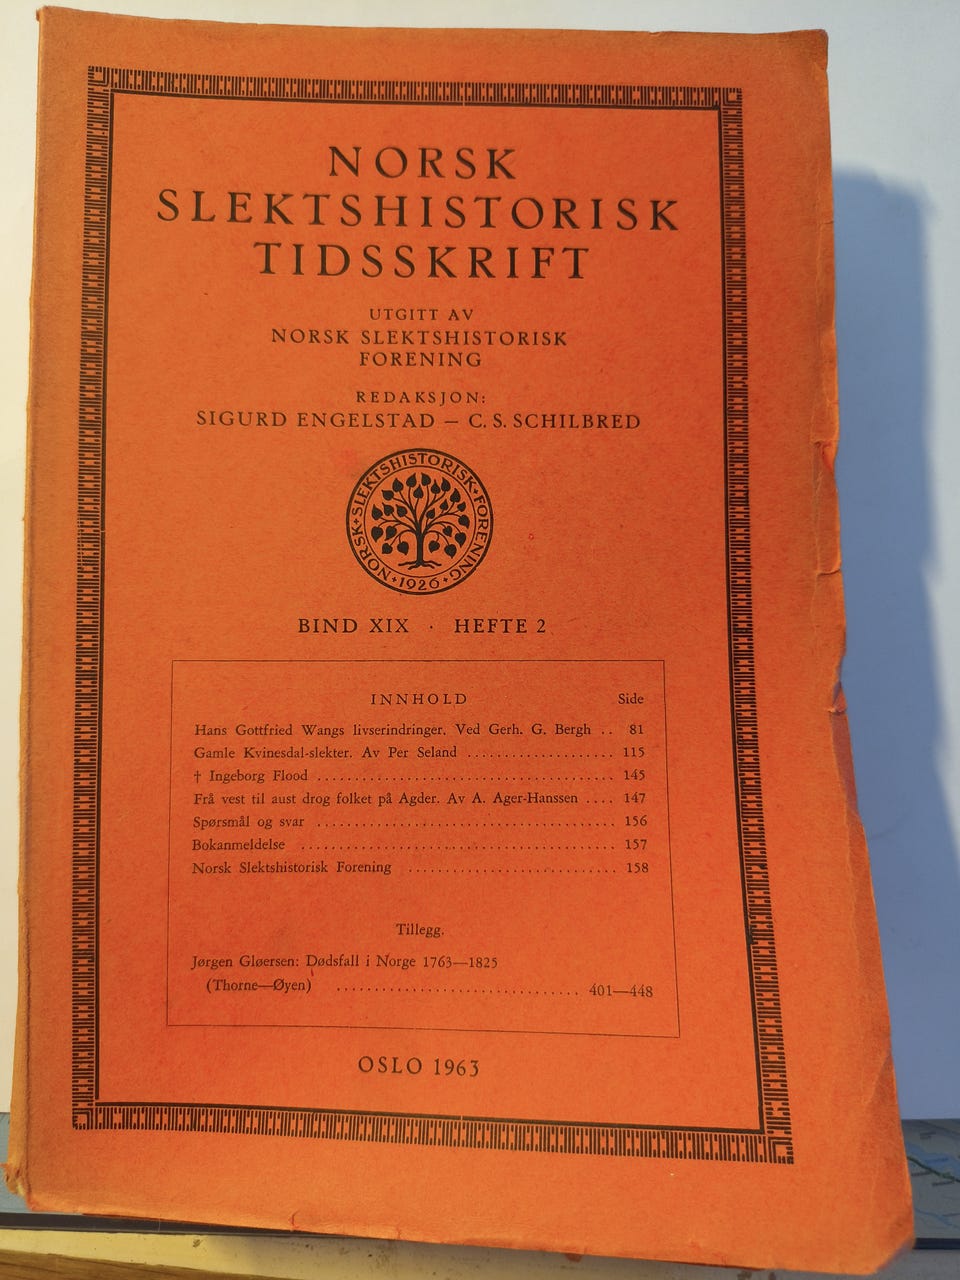 NORSK
SLEKTSHISTORISK
TIDSSKRIFT
UTGITT AV
NORSK SLEKTSHISTORISK
FORENING
REDAKSJON:
SIGURD ENGELSTAD — C. S. SCHILBRED
NORSK · SLEKTSHISTORISK · FORENING · 1926 ·
BIND XIX · HEFTE 2
INNHOLD Side
Hans Gottfried Wangs livserindringer. Ved Gerh. G. Bergh .. 81
Gamle Kvinesdal-slekter. Av Per Seland ................... 115
† Ingeborg Flood ...................................... 145
Frå vest til aust drog folket på Agder. Av A. Ager-Hanssen .... 147
Spørsmål og svar ...................................... 156
Bokanmeldelse ........................................ 157
Norsk Slektshistorisk Forening ........................... 158
Tillegg.
Jørgen Gløersen: Dødsfall i Norge 1763—1825
(Thorne—Øyen) ............................... 401—448
OSLO 1963